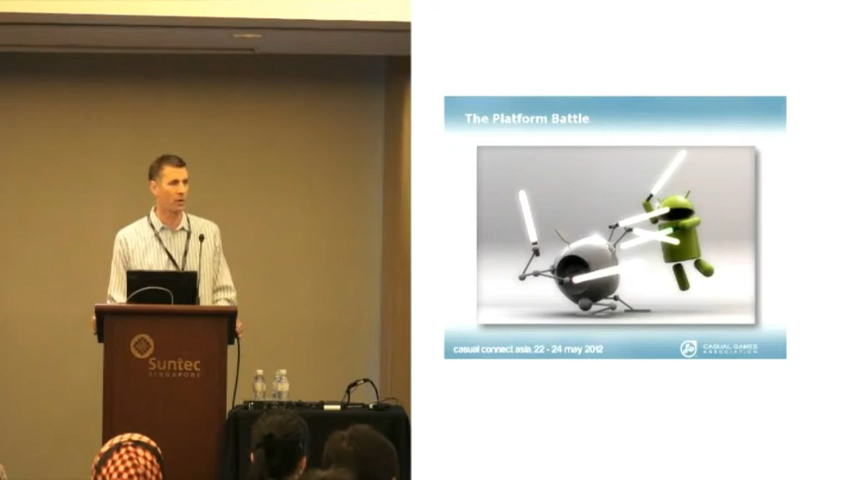 The Platform Battle
Suntec
SINGAPORE
casual connect asia, 22 - 24 may 2012
CASUAL GAMES
ASSOCIATION